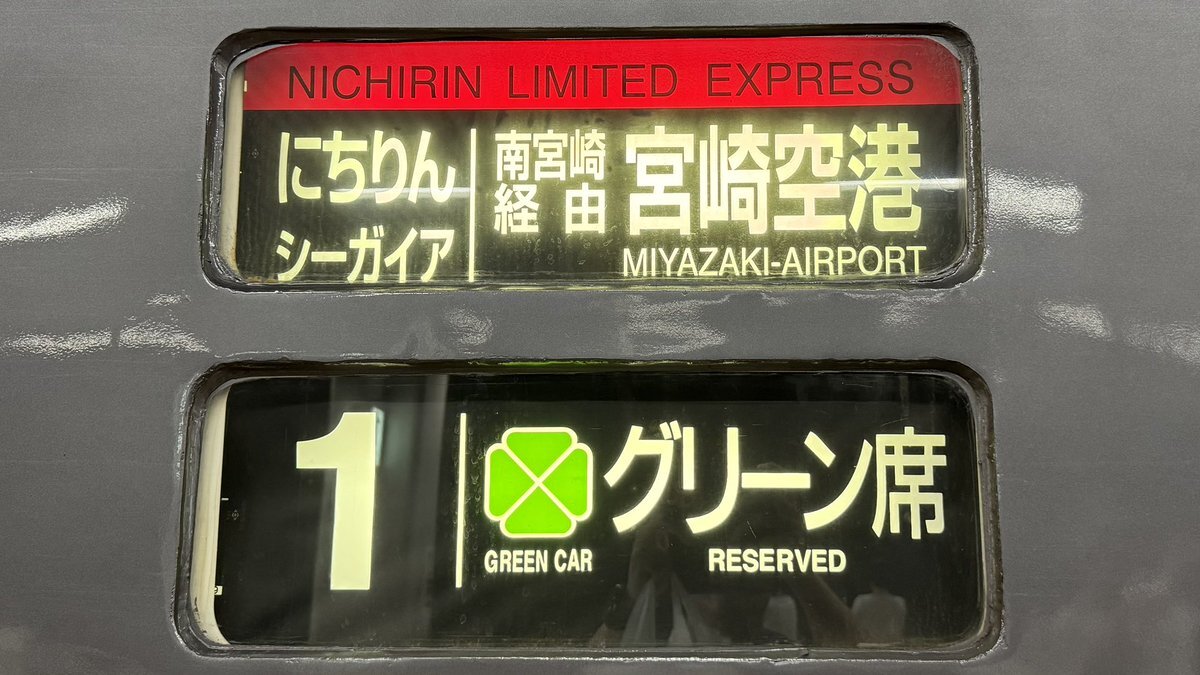 NICHIRIN LIMITED EXPRESS
にちりん
シーガイア
南宮崎
経由
宮崎空港
MIYAZAKI-AIRPORT
1
グリーン席
GREEN CAR
RESERVED